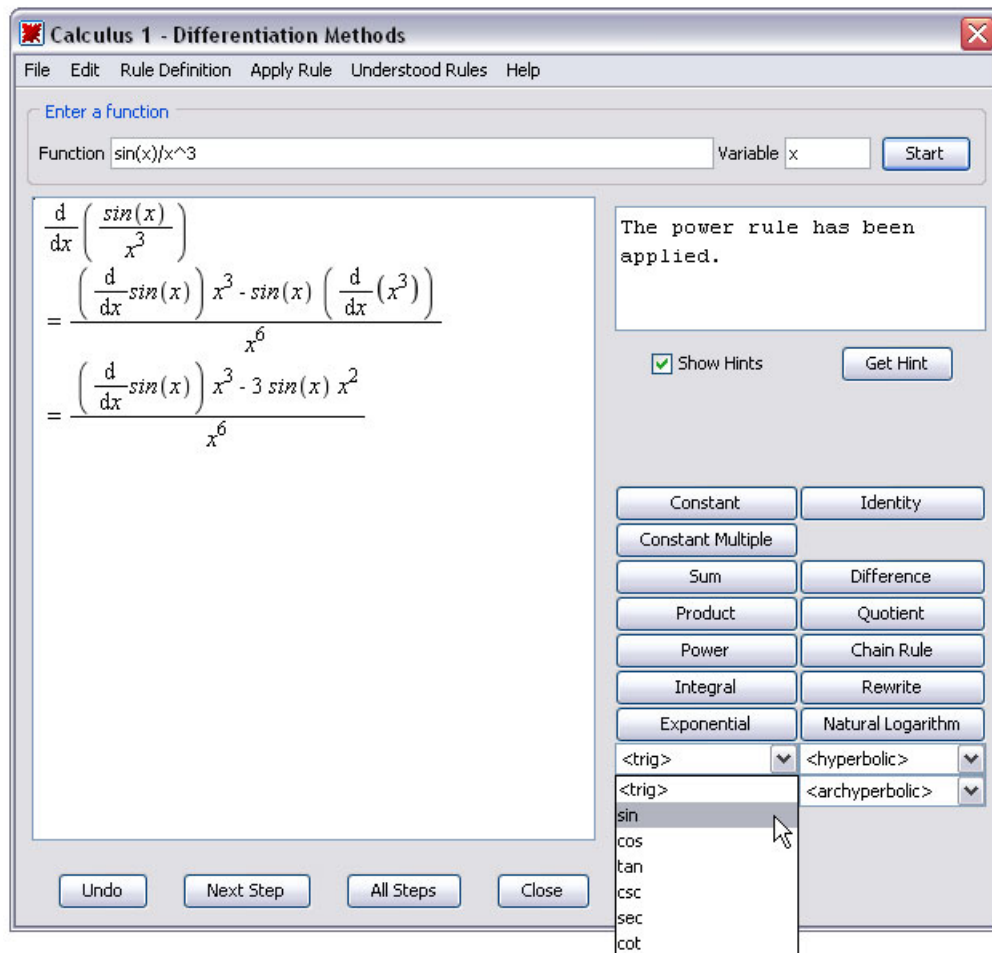 Calculus 1 - Differentiation Methods
File Edit Rule Definition Apply Rule Understood Rules Help
Enter a function
Function sin(x)/x^3 Variable x Start
d/dx ( sin(x) / x^3 )
= ( ( d/dx sin(x) ) x^3 - sin(x) ( d/dx (x^3) ) ) / x^6
= ( ( d/dx sin(x) ) x^3 - 3 sin(x) x^2 ) / x^6
The power rule has been
applied.
Show Hints Get Hint
Constant Identity
Constant Multiple
Sum Difference
Product Quotient
Power Chain Rule
Integral Rewrite
Exponential Natural Logarithm
<trig> <hyperbolic>
<trig> <archyperbolic>
sin
cos
tan
csc
sec
cot
Undo Next Step All Steps Close